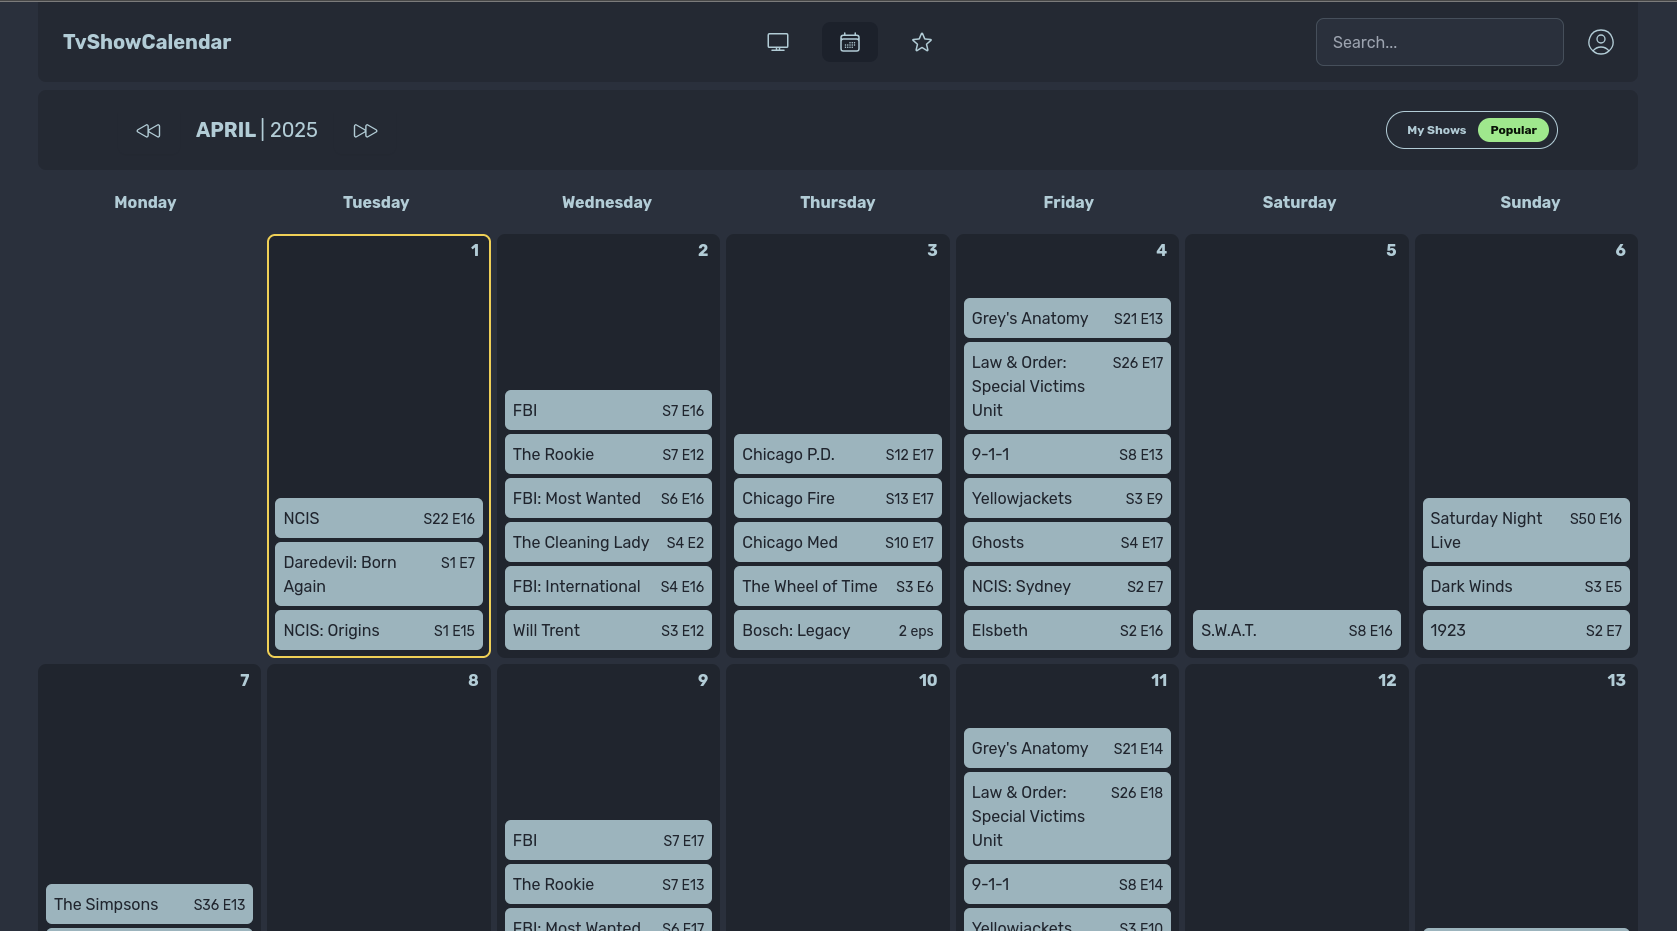 TvShowCalendar
Search...
APRIL | 2025
My Shows Popular
Monday Tuesday Wednesday Thursday Friday Saturday Sunday
1
NCIS S22 E16
Daredevil: Born S1 E7
Again
NCIS: Origins S1 E15
2
FBI S7 E16
The Rookie S7 E12
FBI: Most Wanted S6 E16
The Cleaning Lady S4 E2
FBI: International S4 E16
Will Trent S3 E12
3
Chicago P.D. S12 E17
Chicago Fire S13 E17
Chicago Med S10 E17
The Wheel of Time S3 E6
Bosch: Legacy 2 eps
4
Grey's Anatomy S21 E13
Law & Order: S26 E17
Special Victims
Unit
9-1-1 S8 E13
Yellowjackets S3 E9
Ghosts S4 E17
NCIS: Sydney S2 E7
Elsbeth S2 E16
5
S.W.A.T. S8 E16
6
Saturday Night S50 E16
Live
Dark Winds S3 E5
1923 S2 E7
7
The Simpsons S36 E13
8
9
FBI S7 E17
The Rookie S7 E13
FBI: Most Wanted S6 E17
10
11
Grey's Anatomy S21 E14
Law & Order: S26 E18
Special Victims
Unit
9-1-1 S8 E14
Yellowjackets S3 E10
12
13